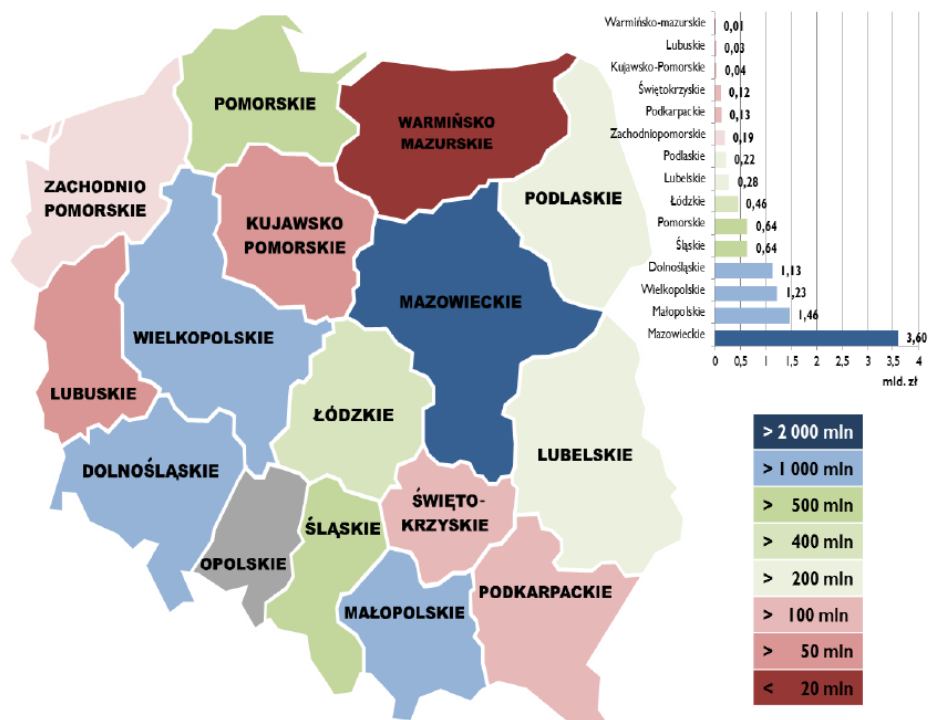 POMORSKIE
WARMIŃSKO
MAZURSKIE
ZACHODNIO
POMORSKIE
KUJAWSKO
POMORSKIE
PODLASKIE
MAZOWIECKIE
WIELKOPOLSKIE
LUBUSKIE
ŁÓDZKIE
DOLNOŚLĄSKIE
LUBELSKIE
ŚWIĘTO-
KRZYSKIE
ŚLĄSKIE
OPOLSKIE
MAŁOPOLSKIE
PODKARPACKIE
Warmińsko-mazurskie 0,01
Lubuskie 0,03
Kujawsko-Pomorskie 0,04
Świętokrzyskie 0,12
Podkarpackie 0,13
Zachodniopomorskie 0,19
Podlaskie 0,22
Lubelskie 0,28
Łódzkie 0,46
Pomorskie 0,64
Śląskie 0,64
Dolnośląskie 1,13
Wielkopolskie 1,23
Małopolskie 1,46
Mazowieckie 3,60
0 0,5 1 1,5 2 2,5 3 3,5 4
mld. zł
> 2 000 mln
> 1 000 mln
> 500 mln
> 400 mln
> 200 mln
> 100 mln
> 50 mln
< 20 mln